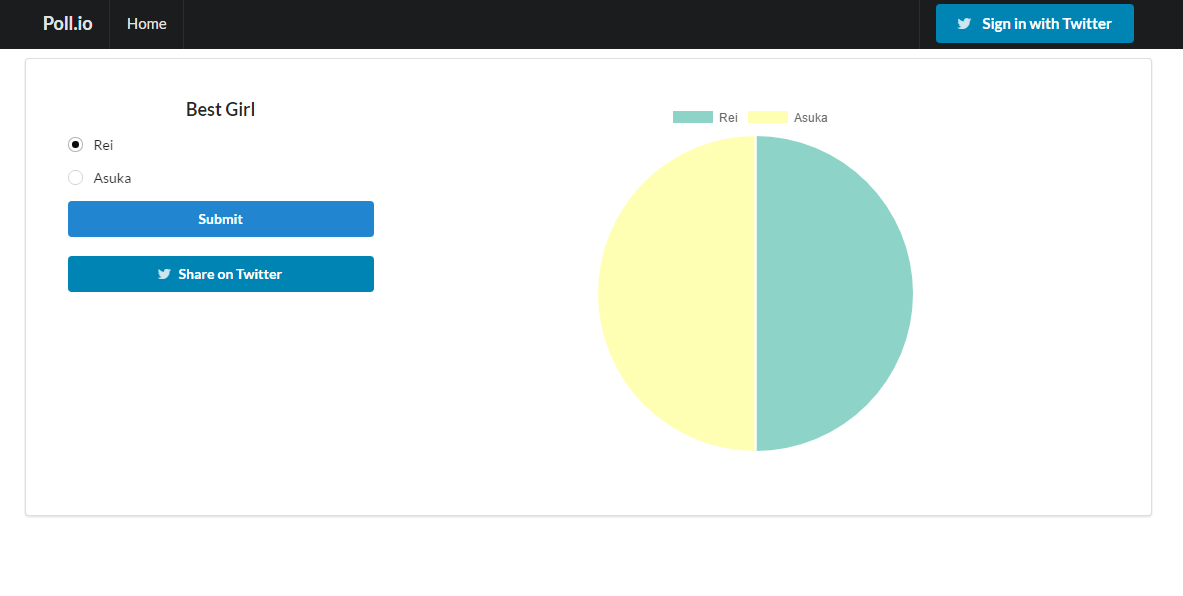 Poll.io Home Sign in with Twitter
Best Girl
Rei
Asuka
Submit
Share on Twitter
Rei Asuka